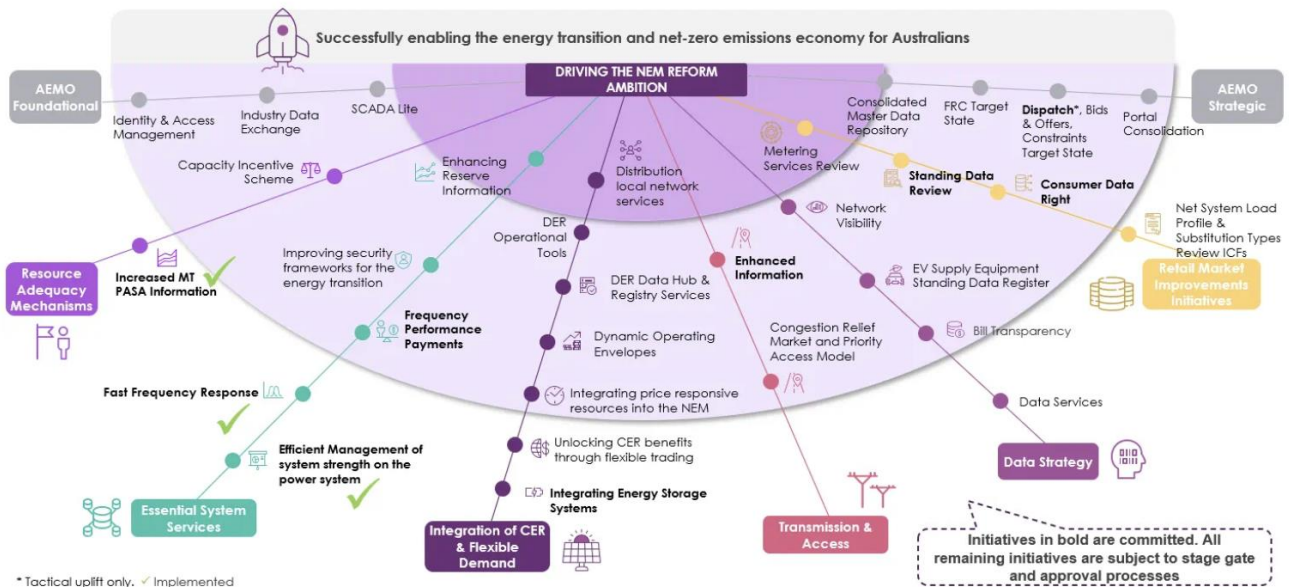 Successfully enabling the energy transition and net-zero emissions economy for Australians
DRIVING THE NEM REFORM
AMBITION
AEMO
Foundational
Identity & Access
Management
Industry Data
Exchange
SCADA Lite
Consolidated
Master Data
Repository
FRC Target
State
Dispatch*, Bids
& Offers,
Constraints
Target State
Portal
Consolidation
AEMO
Strategic
Capacity Incentive
Scheme
Increased MT
PASA Information
Resource
Adequacy
Mechanisms
Enhancing
Reserve
Information
Improving security
frameworks for the
energy transition
Frequency
Performance
Payments
Fast Frequency Response
Efficient Management of
system strength on the
power system
Essential System
Services
Distribution
local network
services
DER
Operational
Tools
DER Data Hub &
Registry Services
Dynamic Operating
Envelopes
Integrating price responsive
resources into the NEM
Unlocking CER benefits
through flexible trading
Integrating Energy Storage
Systems
Integration of CER
& Flexible
Demand
Enhanced
Information
Congestion Relief
Market and Priority
Access Model
Transmission &
Access
Network
Visibility
EV Supply Equipment
Standing Data Register
Bill Transparency
Data Services
Data Strategy
Metering
Services Review
Standing Data
Review
Consumer Data
Right
Net System Load
Profile &
Substitution Types
Review ICFs
Retail Market
Improvements
Initiatives
Initiatives in bold are committed. All
remaining initiatives are subject to stage gate
and approval processes
* Tactical uplift only. ✓ Implemented